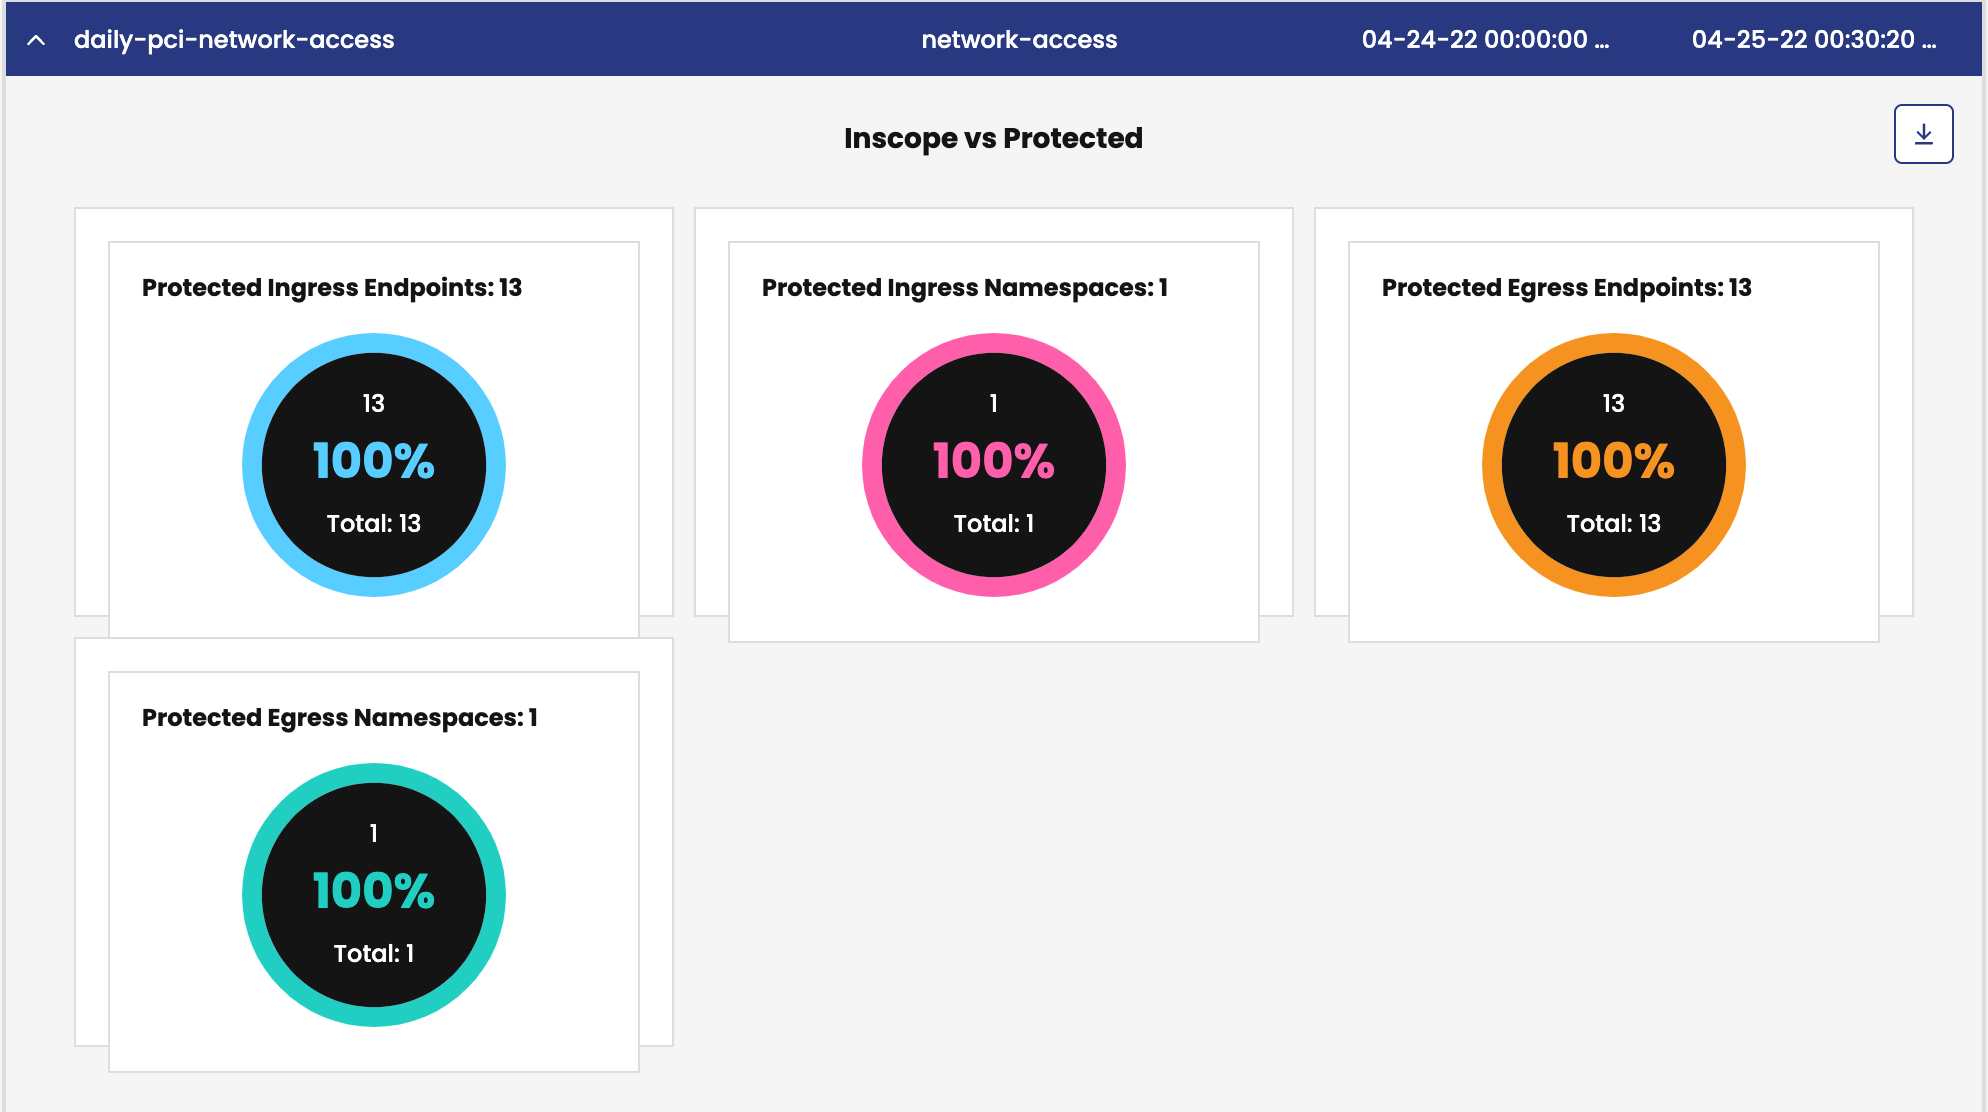 daily-pci-network-access network-access 04-24-22 00:00:00 ... 04-25-22 00:30:20 ...
Inscope vs Protected
Protected Ingress Endpoints: 13
13
100%
Total: 13
Protected Ingress Namespaces: 1
1
100%
Total: 1
Protected Egress Endpoints: 13
13
100%
Total: 13
Protected Egress Namespaces: 1
1
100%
Total: 1